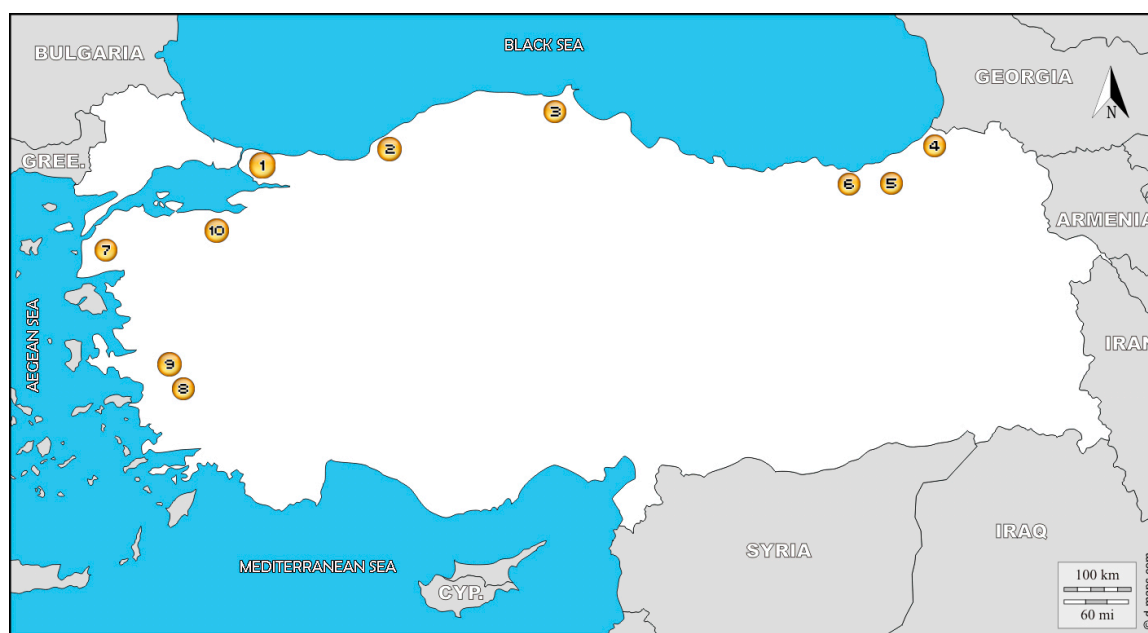 BULGARIA
BLACK SEA
GEORGIA
N
GREE.
ARMENIA
IRAN
AEGEAN SEA
1
2
3
4
5
6
7
8
9
10
MEDITERRANEAN SEA
CYP.
SYRIA
IRAQ
100 km
60 mi